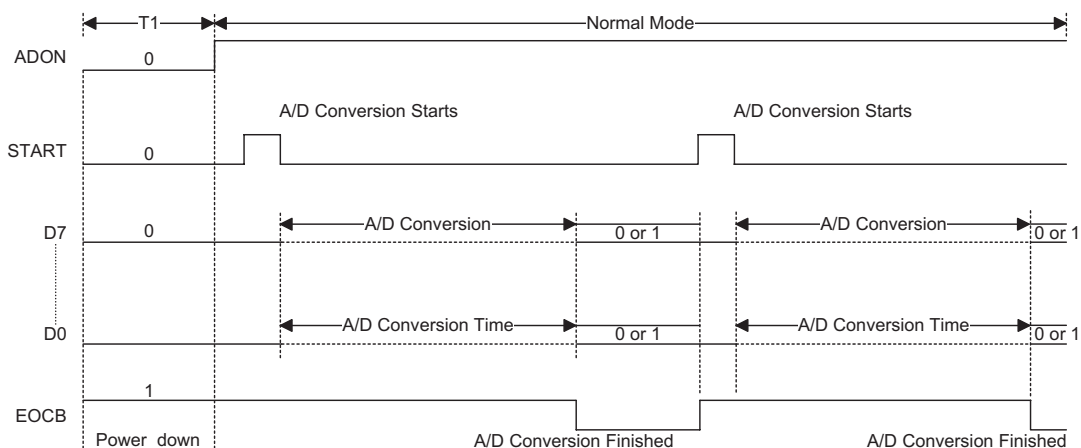 T1
Normal Mode
ADON
0
A/D Conversion Starts
A/D Conversion Starts
START
0
D7
0
A/D Conversion
0 or 1
A/D Conversion
0 or 1
D0
A/D Conversion Time
0 or 1
A/D Conversion Time
0 or 1
1
EOCB
Power down
A/D Conversion Finished
A/D Conversion Finished